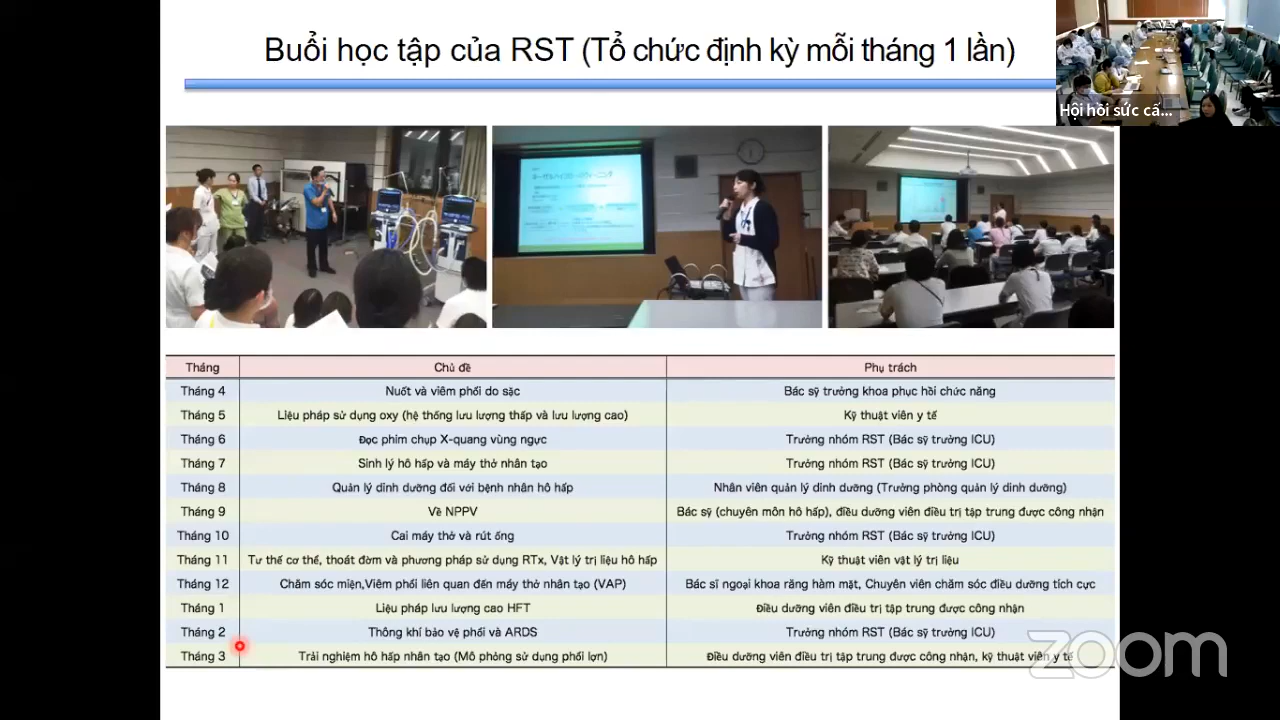 Buổi học tập của RST (Tổ chức định kỳ mỗi tháng 1 lần)
Hội hồi sức cấ...
Tháng Chủ đề Phụ trách
Tháng 4 Nuốt và viêm phổi do sặc Bác sỹ trưởng khoa phục hồi chức năng
Tháng 5 Liệu pháp sử dụng oxy (hệ thống lưu lượng thấp và lưu lượng cao) Kỹ thuật viên y tế
Tháng 6 Đọc phim chụp X-quang vùng ngực Trưởng nhóm RST (Bác sỹ trưởng ICU)
Tháng 7 Sinh lý hô hấp và máy thở nhân tạo Trưởng nhóm RST (Bác sỹ trưởng ICU)
Tháng 8 Quản lý dinh dưỡng đối với bệnh nhân hô hấp Nhân viên quản lý dinh dưỡng (Trưởng phòng quản lý dinh dưỡng)
Tháng 9 Về NPPV Bác sỹ (chuyên môn hô hấp), điều dưỡng viên điều trị tập trung được công nhận
Tháng 10 Cai máy thở và rút ống Trưởng nhóm RST (Bác sỹ trưởng ICU)
Tháng 11 Tư thế cơ thể, thoát đờm và phương pháp sử dụng RTx, Vật lý trị liệu hô hấp Kỹ thuật viên vật lý trị liệu
Tháng 12 Chăm sóc miện,Viêm phổi liên quan đến máy thở nhân tạo (VAP) Bác sĩ ngoại khoa răng hàm mặt, Chuyên viên chăm sóc điều dưỡng tích cực
Tháng 1 Liệu pháp lưu lượng cao HFT Điều dưỡng viên điều trị tập trung được công nhận
Tháng 2 Thông khí bảo vệ phổi và ARDS Trưởng nhóm RST (Bác sỹ trưởng ICU)
Tháng 3 Trải nghiệm hô hấp nhân tạo (Mô phỏng sử dụng phổi lợn) Điều dưỡng viên điều trị tập trung được công nhận, kỹ thuật viên y tế
zoom